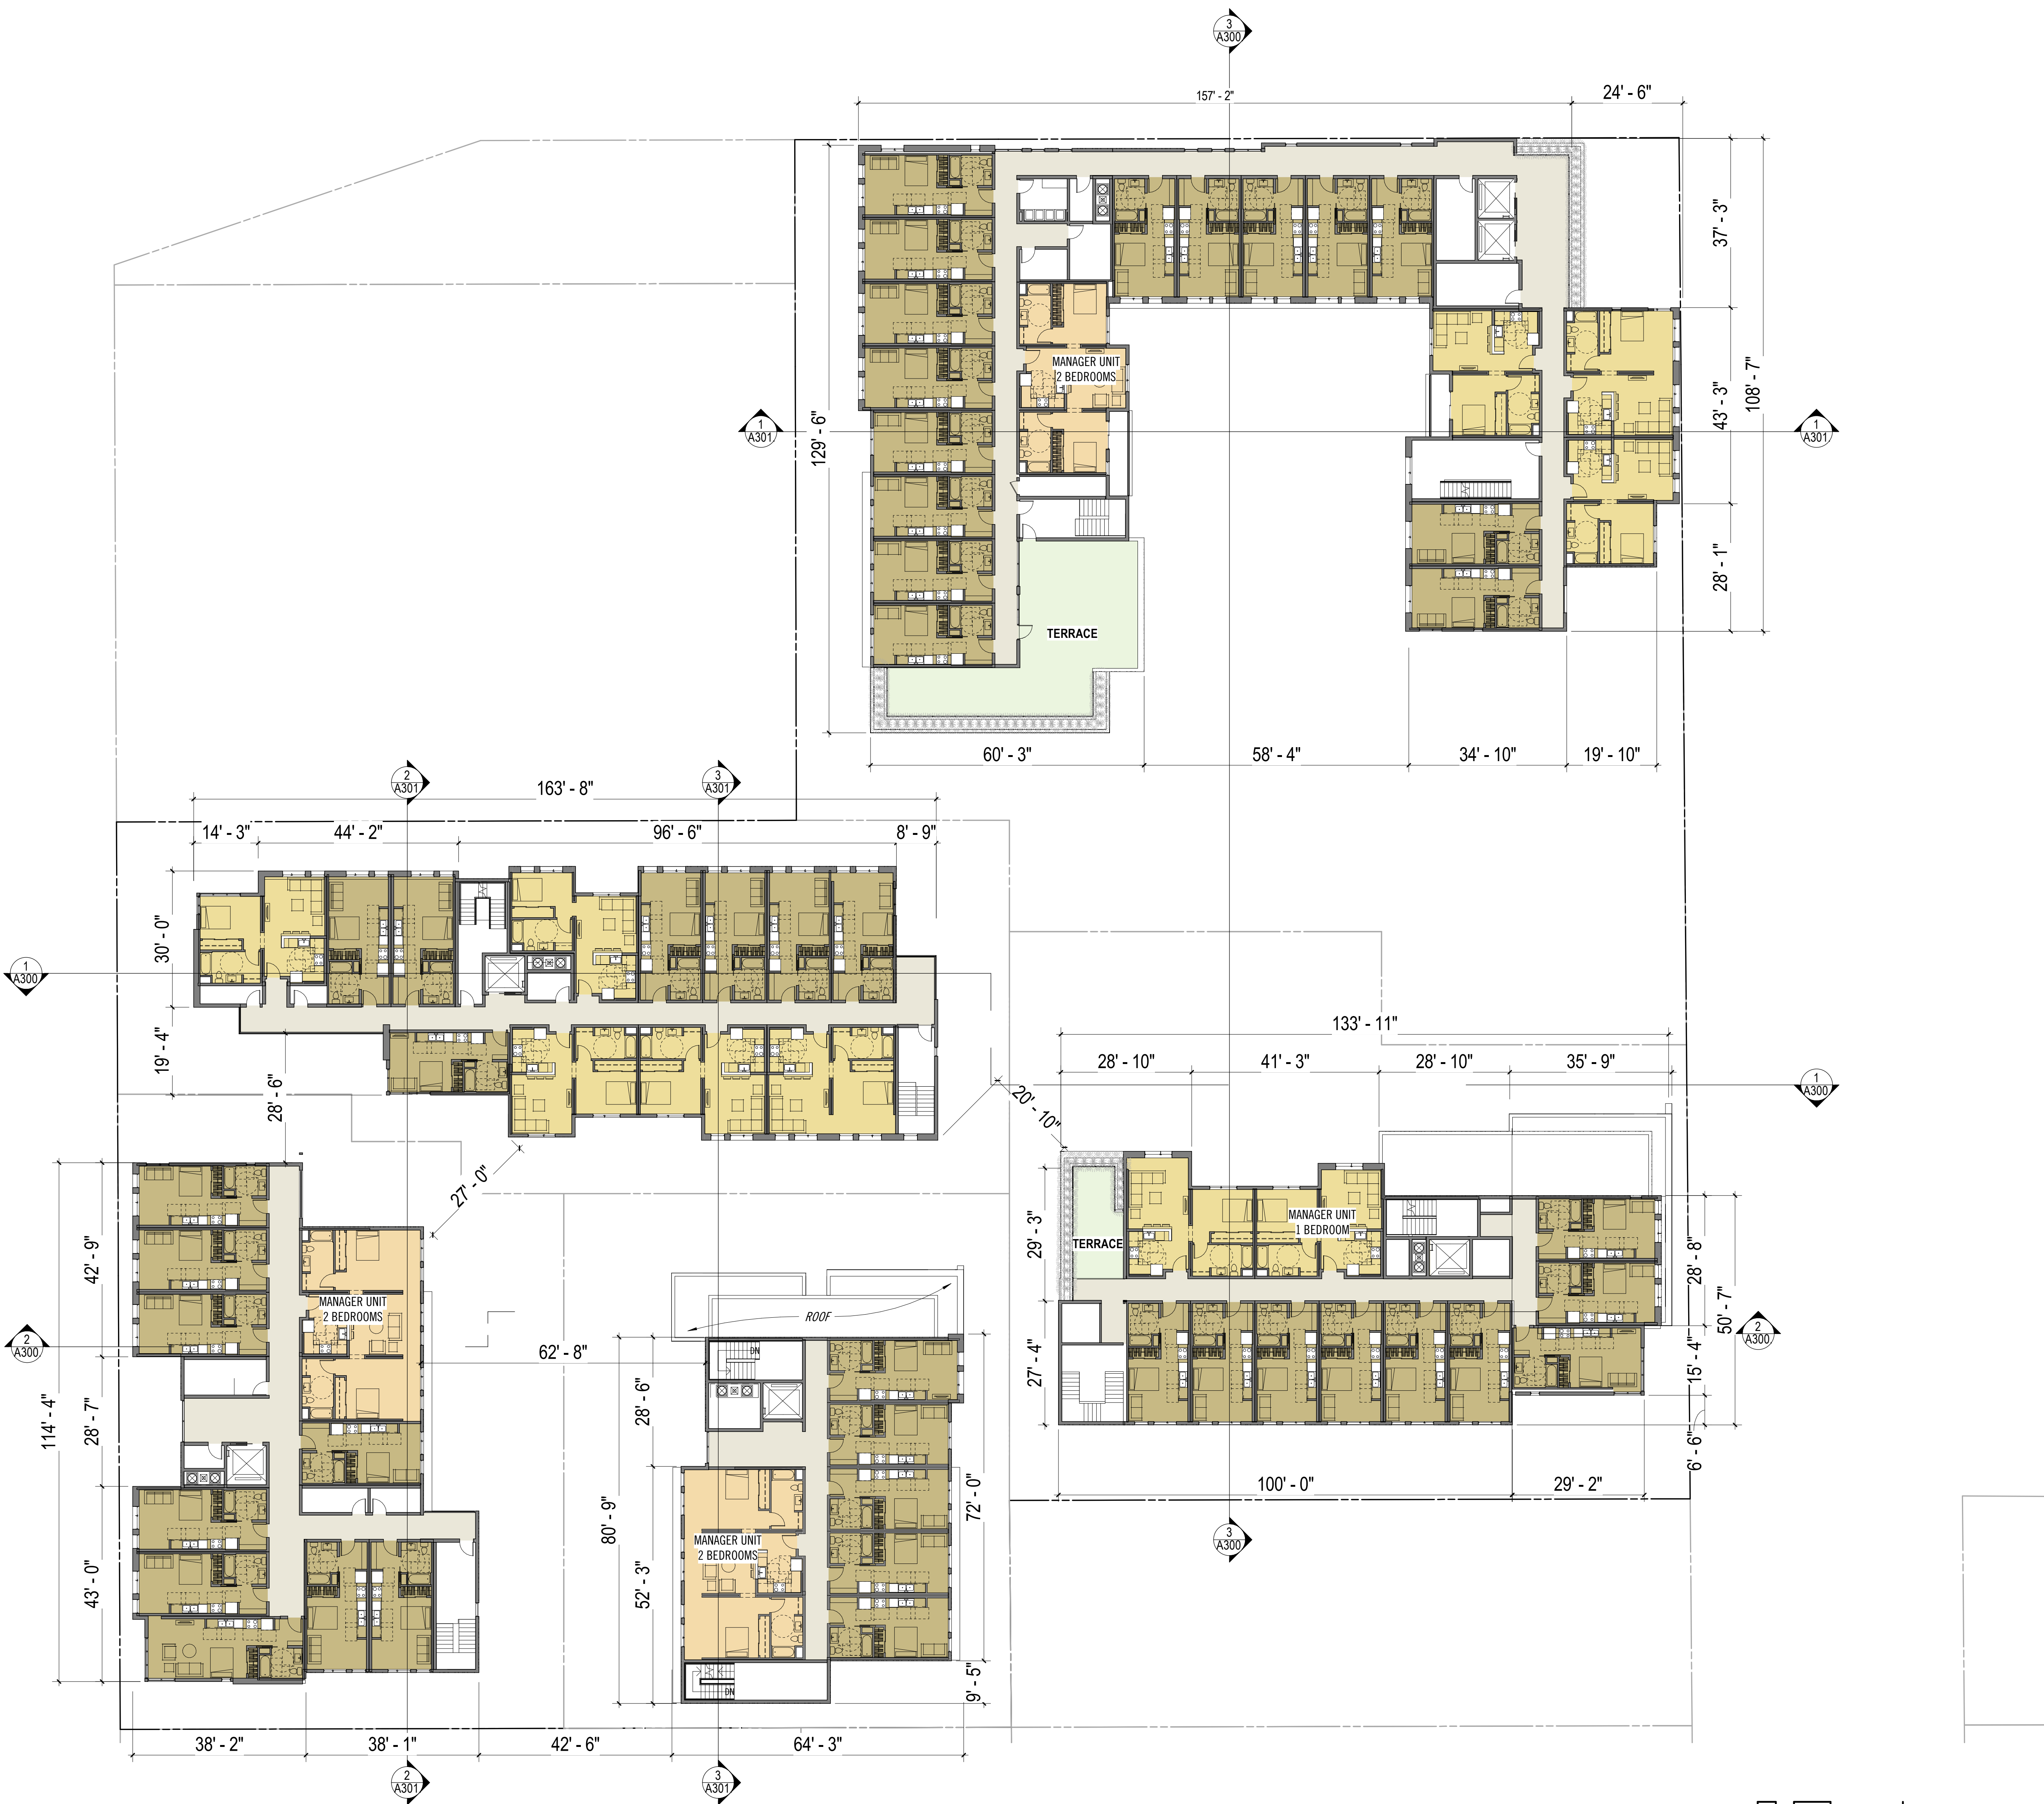 3
A300
157' - 2"
24' - 6"
37' - 3"
129' - 6"
MANAGER UNIT
2 BEDROOMS
43' - 3"
108' - 7"
1
A301
1
A301
28' - 1"
TERRACE
60' - 3"
58' - 4"
34' - 10"
19' - 10"
2
A301
3
A301
163' - 8"
14' - 3"
44' - 2"
96' - 6"
8' - 9"
30' - 0"
1
A300
19' - 4"
28' - 6"
133' - 11"
28' - 10"
41' - 3"
28' - 10"
35' - 9"
1
A300
20' - 10"
27' - 0"
MANAGER UNIT
1 BEDROOM
29' - 3"
TERRACE
28' - 8"
42' - 9"
MANAGER UNIT
2 BEDROOMS
ROOF
50' - 7"
2
A300
2
A300
62' - 8"
DN
28' - 6"
27' - 4"
15' - 4"
114' - 4"
28' - 7"
6' - 6"
100' - 0"
29' - 2"
80' - 9"
72' - 0"
MANAGER UNIT
2 BEDROOMS
3
A300
43' - 0"
52' - 3"
DN
9' - 5"
38' - 2"
38' - 1"
42' - 6"
64' - 3"
2
A301
3
A301